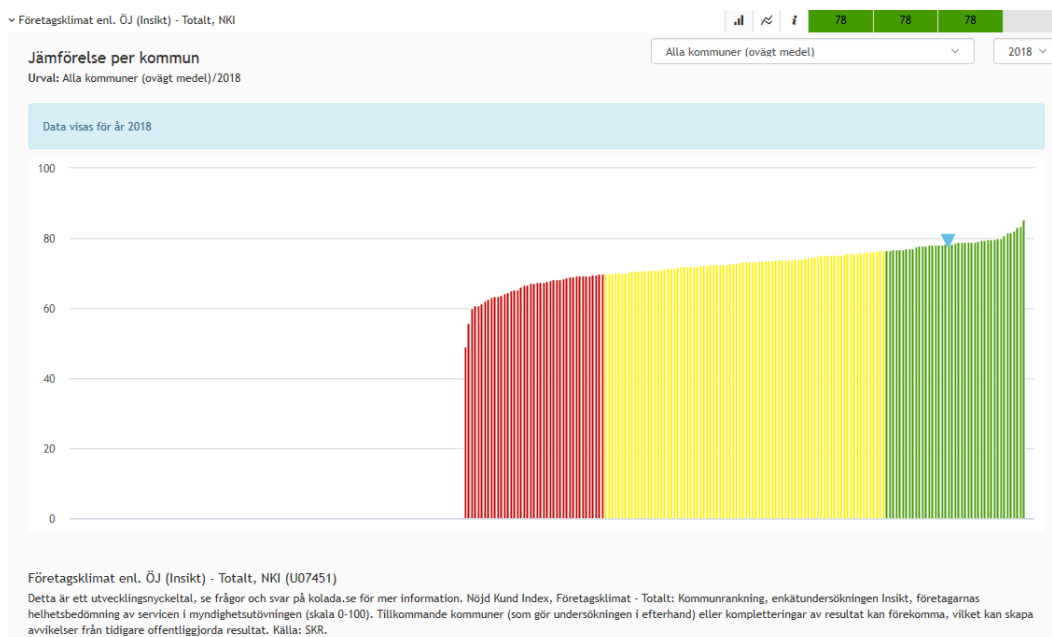 Företagsklimat enl. ÖJ (Insikt) - Totalt, NKI
i
78 78 78
Jämförelse per kommun
Alla kommuner (ovägt medel)
2018
Urval: Alla kommuner (ovägt medel)/2018
Data visas för år 2018
100
80
60
40
20
0
Företagsklimat enl. ÖJ (Insikt) - Totalt, NKI (U07451)
Detta är ett utvecklingsnyckeltal, se frågor och svar på kolada.se för mer information. Nöjd Kund Index, Företagsklimat - Totalt: Kommunrankning, enkätundersökningen Insikt, företagarnas
helhetsbedömning av servicen i myndighetsutövningen (skala 0-100). Tillkommande kommuner (som gör undersökningen i efterhand) eller kompletteringar av resultat kan förekomma, vilket kan skapa
avvikelser från tidigare offentliggjorda resultat. Källa: SKR.